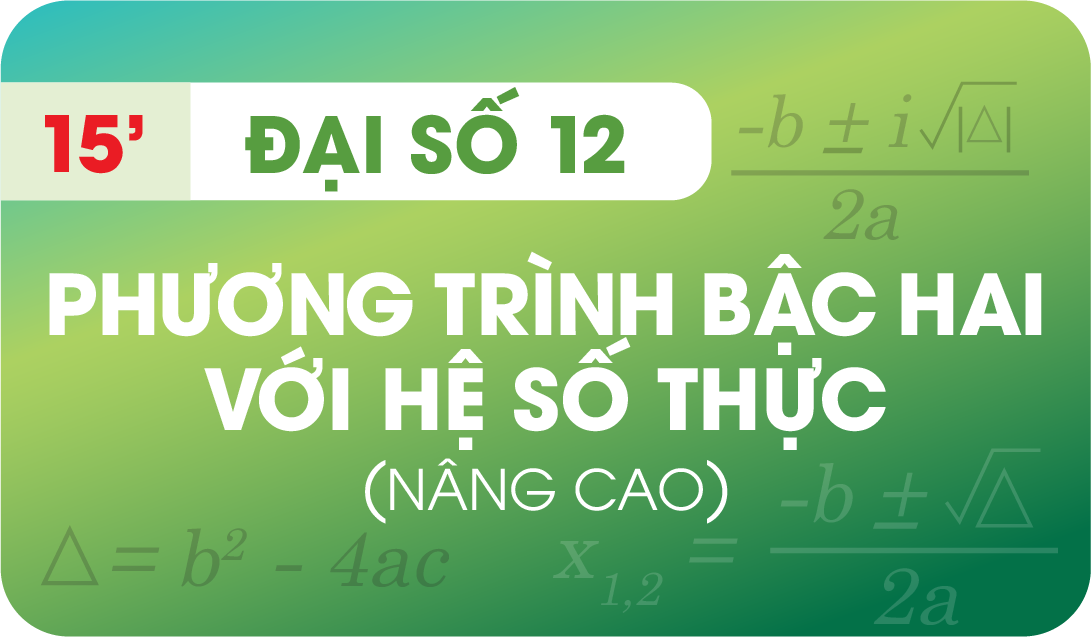 15’ ĐẠI SỐ 12
-b ± i√|△|
2a
PHƯƠNG TRÌNH BẬC HAI
VỚI HỆ SỐ THỰC
(NÂNG CAO)
△ = b² - 4ac
x₁,₂ =
-b ± √△
2a